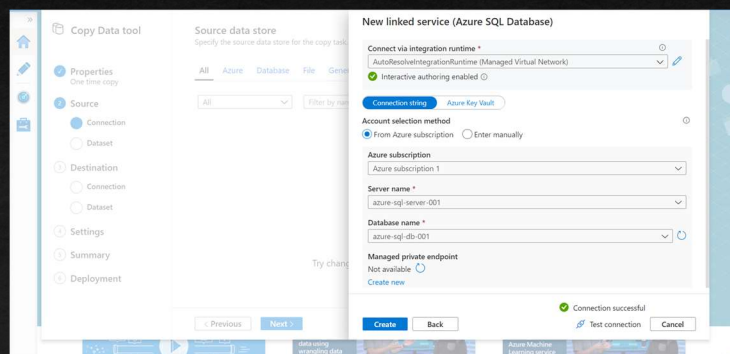 Copy Data tool
Properties
One time copy
Source
Connection
Dataset
Destination
Connection
Dataset
Settings
Summary
Deployment
Source data store
Specify the source data store for the copy task.
All Azure Database File Gener
All
Filter by nam
Try chang
< Previous Next >
New linked service (Azure SQL Database)
Connect via integration runtime *
AutoResolveIntegrationRuntime (Managed Virtual Network)
Interactive authoring enabled
Connection string Azure Key Vault
Account selection method
From Azure subscription Enter manually
Azure subscription
Azure subscription 1
Server name *
azure-sql-server-001
Database name *
azure-sql-db-001
Managed private endpoint
Not available
Create new
Connection successful
Create Back Test connection Cancel
data using
wrangling data
Azure Machine
Learning service